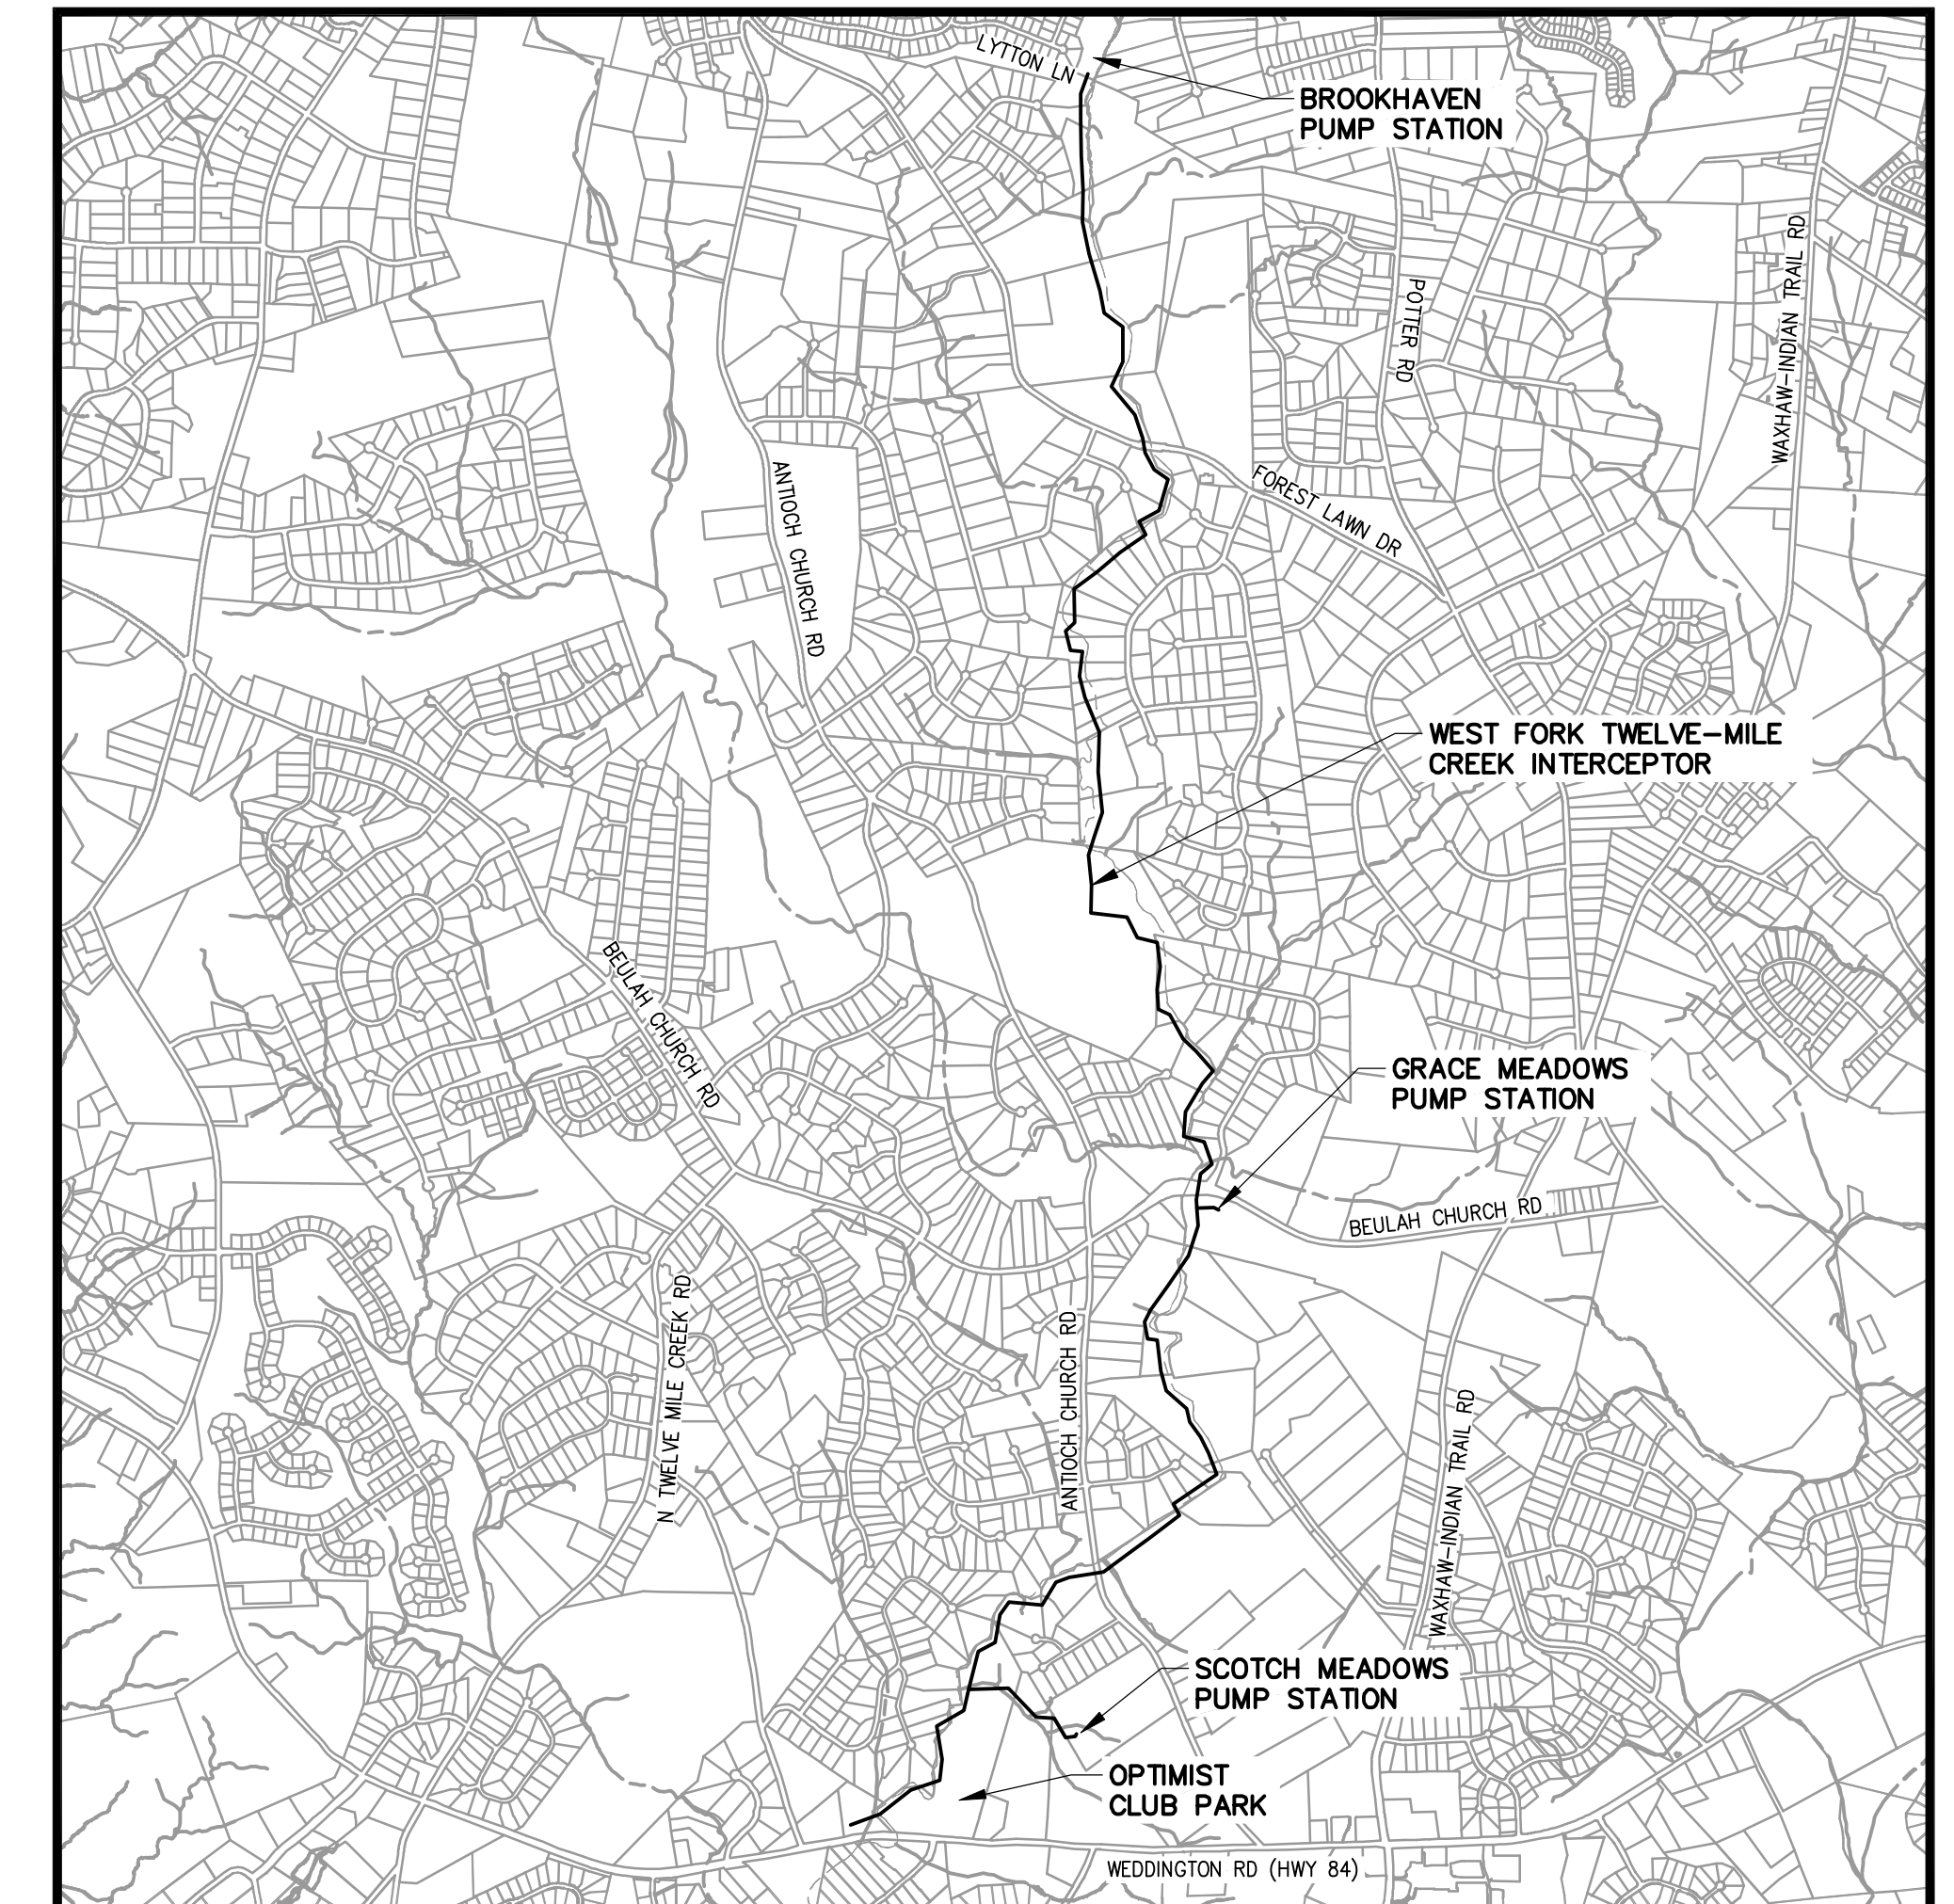 LYTTON LN
BROOKHAVEN
PUMP STATION
WAXHAW-INDIAN TRAIL RD
POTTER RD
ANTIOCH CHURCH RD
FOREST LAWN DR
WEST FORK TWELVE-MILE
CREEK INTERCEPTOR
BEULAH CHURCH RD
GRACE MEADOWS
PUMP STATION
BEULAH CHURCH RD
N TWELVE MILE CREEK RD
ANTIOCH CHURCH RD
WAXHAW-INDIAN TRAIL RD
SCOTCH MEADOWS
PUMP STATION
OPTIMIST
CLUB PARK
WEDDINGTON RD (HWY 84)